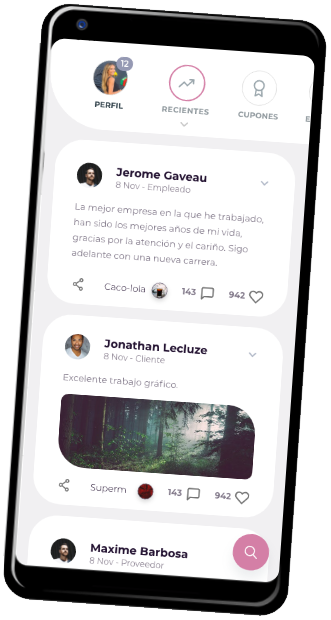 12
PERFIL
RECIENTES
CUPONES
E
Jerome Gaveau
8 Nov - Empleado
La mejor empresa en la que he trabajado,
han sido los mejores años de mi vida,
gracias por la atención y el cariño. Sigo
adelante con una nueva carrera.
Caco-lola 143 942
Jonathan Lecluze
8 Nov - Cliente
Excelente trabajo gráfico.
Superm 143 942
Maxime Barbosa
8 Nov - Proveedor